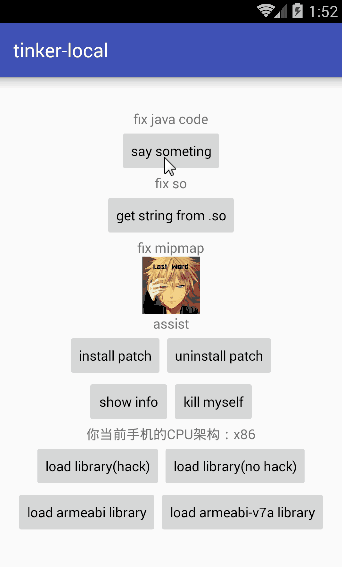 1:52
tinker-local
fix java code
say someting
fix so
get string from .so
fix mipmap
Last Word
assist
install patch uninstall patch
show info kill myself
你当前手机的CPU架构：x86
load library(hack) load library(no hack)
load armeabi library load armeabi-v7a library